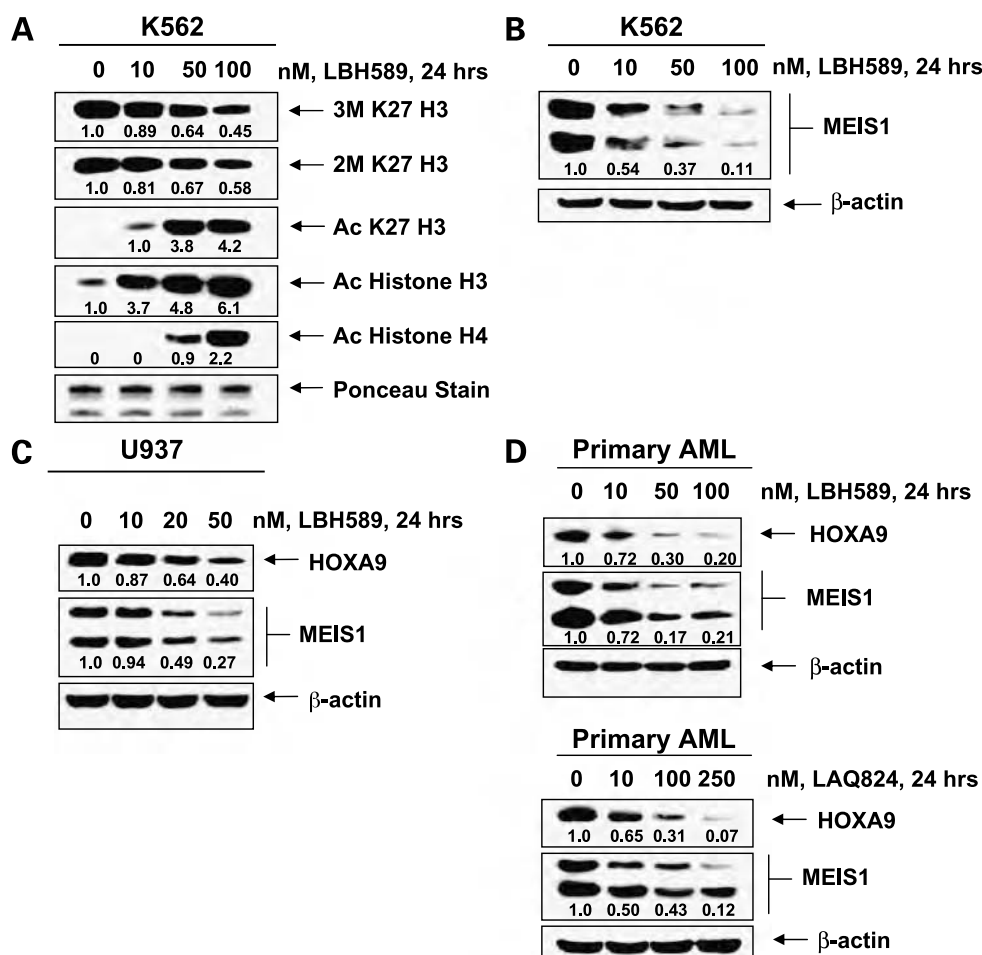 A
K562
0 10 50 100 nM, LBH589, 24 hrs
3M K27 H3
1.0 0.89 0.64 0.45
2M K27 H3
1.0 0.81 0.67 0.58
Ac K27 H3
1.0 3.8 4.2
Ac Histone H3
1.0 3.7 4.8 6.1
Ac Histone H4
0 0 0.9 2.2
Ponceau Stain
B
K562
0 10 50 100 nM, LBH589, 24 hrs
MEIS1
1.0 0.54 0.37 0.11
β-actin
C
U937
0 10 20 50 nM, LBH589, 24 hrs
HOXA9
1.0 0.87 0.64 0.40
MEIS1
1.0 0.94 0.49 0.27
β-actin
D
Primary AML
0 10 50 100 nM, LBH589, 24 hrs
HOXA9
1.0 0.72 0.30 0.20
MEIS1
1.0 0.72 0.17 0.21
β-actin
Primary AML
0 10 100 250 nM, LAQ824, 24 hrs
HOXA9
1.0 0.65 0.31 0.07
MEIS1
1.0 0.50 0.43 0.12
β-actin